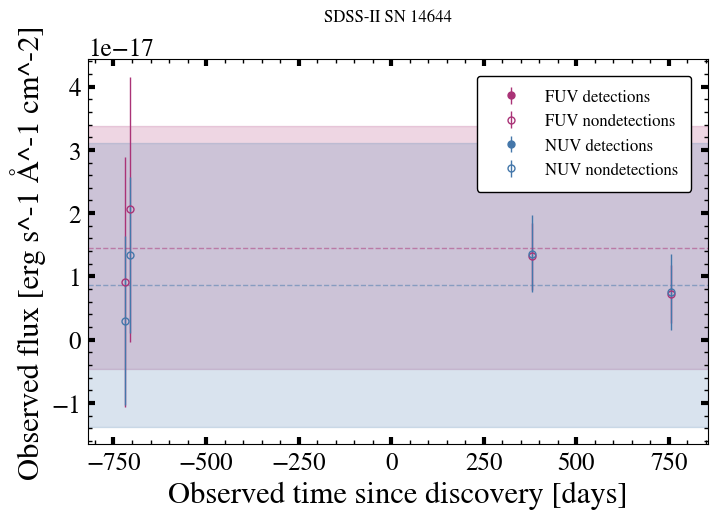 SDSS-II SN 14644
1e−17
Observed flux [erg s^-1 Å^-1 cm^-2]
4
3
2
1
0
−1
FUV detections
FUV nondetections
NUV detections
NUV nondetections
−750 −500 −250 0 250 500 750
Observed time since discovery [days]